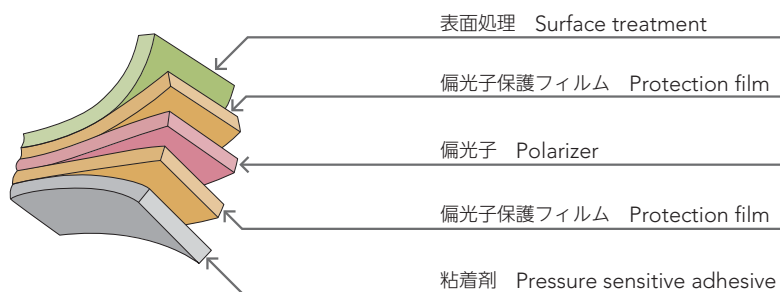 表面処理 Surface treatment
偏光子保護フィルム Protection film
偏光子 Polarizer
偏光子保護フィルム Protection film
粘着剤 Pressure sensitive adhesive